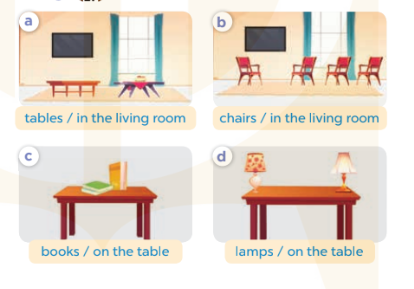 a
b
tables / in the living room
chairs / in the living room
c
d
books / on the table
lamps / on the table